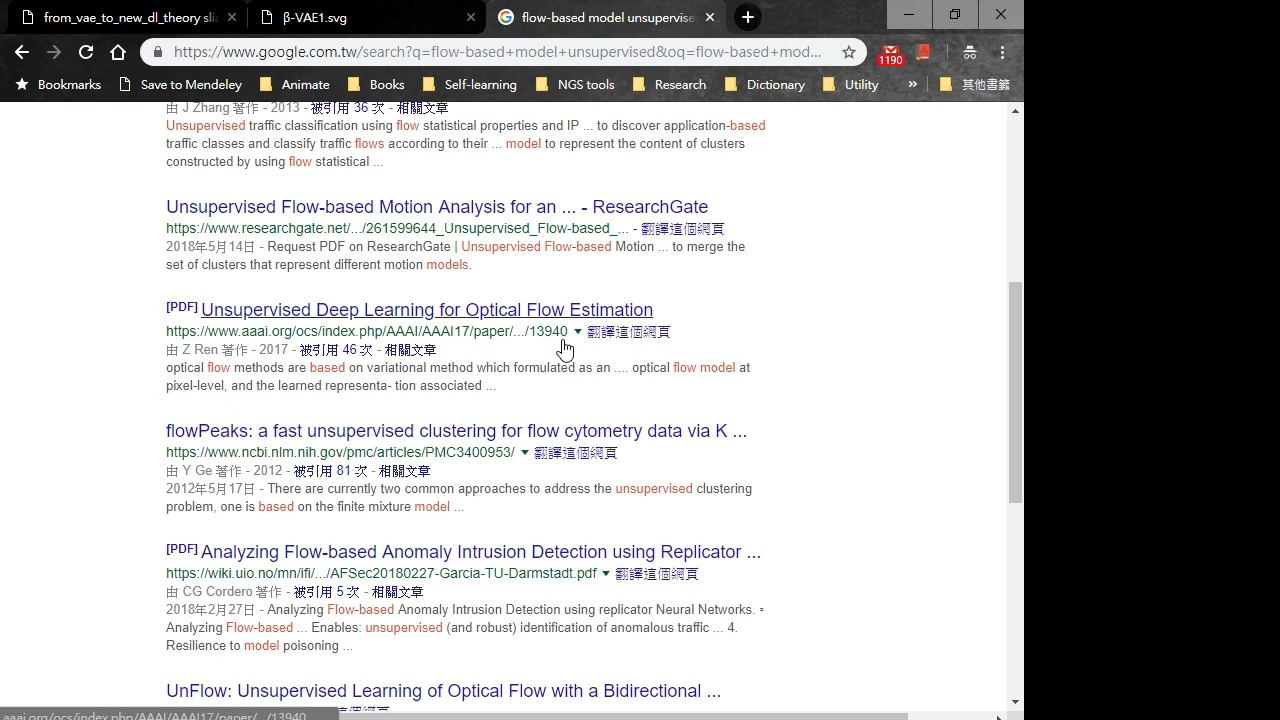 from_vae_to_new_dl_theory slic
β-VAE1.svg
flow-based model unsupervised
https://www.google.com.tw/search?q=flow-based+model+unsupervised&oq=flow-based+mod...
1190
Bookmarks
Save to Mendeley
Animate
Books
Self-learning
NGS tools
Research
Dictionary
Utility
»
其他書籤
由 J Zhang 著作 - 2013 - 被引用 36 次 - 相關文章
Unsupervised traffic classification using flow statistical properties and IP ... to discover application-based
traffic classes and classify traffic flows according to their ... model to represent the content of clusters
constructed by using flow statistical ...
Unsupervised Flow-based Motion Analysis for an ... - ResearchGate
https://www.researchgate.net/.../261599644_Unsupervised_Flow-based_... - 翻譯這個網頁
2018年5月14日 - Request PDF on ResearchGate | Unsupervised Flow-based Motion ... to merge the
set of clusters that represent different motion models.
[PDF] Unsupervised Deep Learning for Optical Flow Estimation
https://www.aaai.org/ocs/index.php/AAAI/AAAI17/paper/.../13940 ▼ 翻譯這個網頁
由 Z Ren 著作 - 2017 - 被引用 46 次 - 相關文章
optical flow methods are based on variational method which formulated as an .... optical flow model at
pixel-level, and the learned representa- tion associated ...
flowPeaks: a fast unsupervised clustering for flow cytometry data via K ...
https://www.ncbi.nlm.nih.gov/pmc/articles/PMC3400953/ ▼ 翻譯這個網頁
由 Y Ge 著作 - 2012 - 被引用 81 次 - 相關文章
2012年5月17日 - There are currently two common approaches to address the unsupervised clustering
problem, one is based on the finite mixture model ...
[PDF] Analyzing Flow-based Anomaly Intrusion Detection using Replicator ...
https://wiki.uio.no/mn/ifi/.../AFSec20180227-Garcia-TU-Darmstadt.pdf ▼ 翻譯這個網頁
由 CG Cordero 著作 - 被引用 5 次 - 相關文章
2018年2月27日 - Analyzing Flow-based Anomaly Intrusion Detection using replicator Neural Networks. ▫
Analyzing Flow-based ... Enables: unsupervised (and robust) identification of anomalous traffic ... 4.
Resilience to model poisoning ...
UnFlow: Unsupervised Learning of Optical Flow with a Bidirectional ...
aaai.org/ocs/index.php/AAAI/AAAI17/paper/.../13940